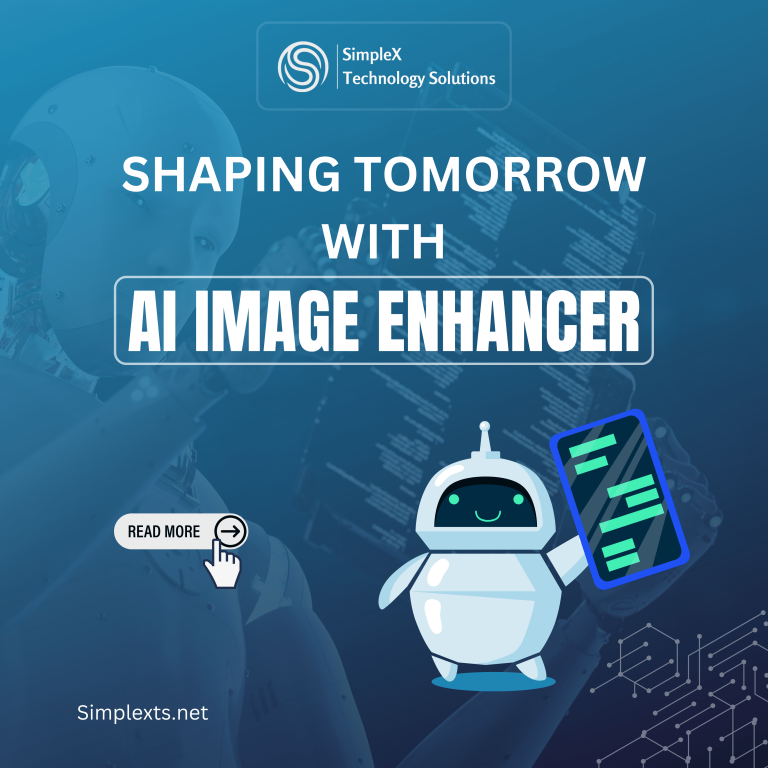 SimpleX
Technology Solutions
SHAPING TOMORROW
WITH
AI IMAGE ENHANCER
READ MORE
Simplexts.net